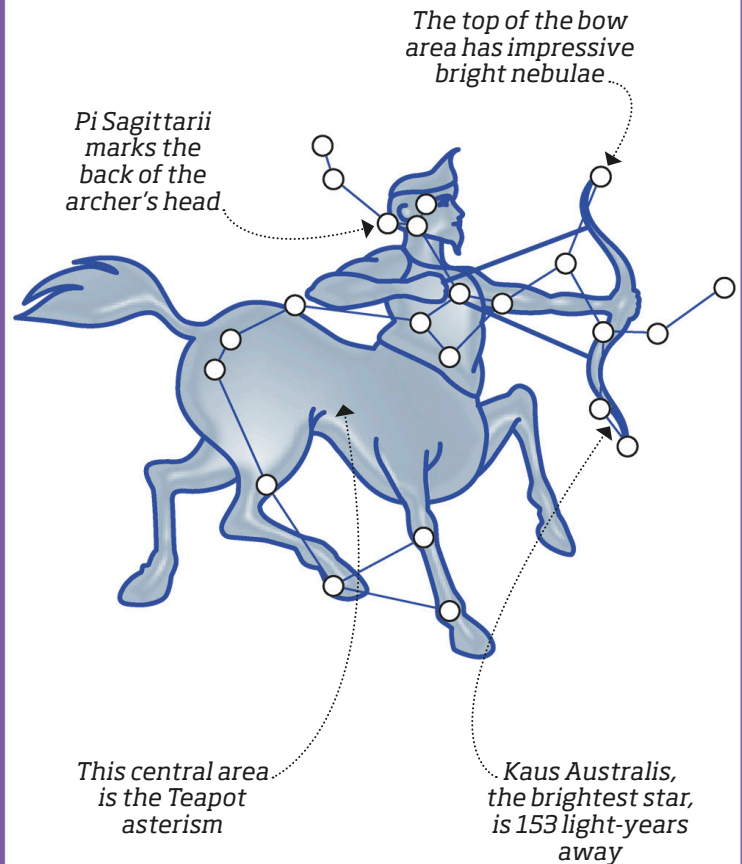 The top of the bow
area has impressive
bright nebulae
Pi Sagittarii
marks the
back of the
archer’s head
This central area
is the Teapot
asterism
Kaus Australis,
the brightest star,
is 153 light-years
away